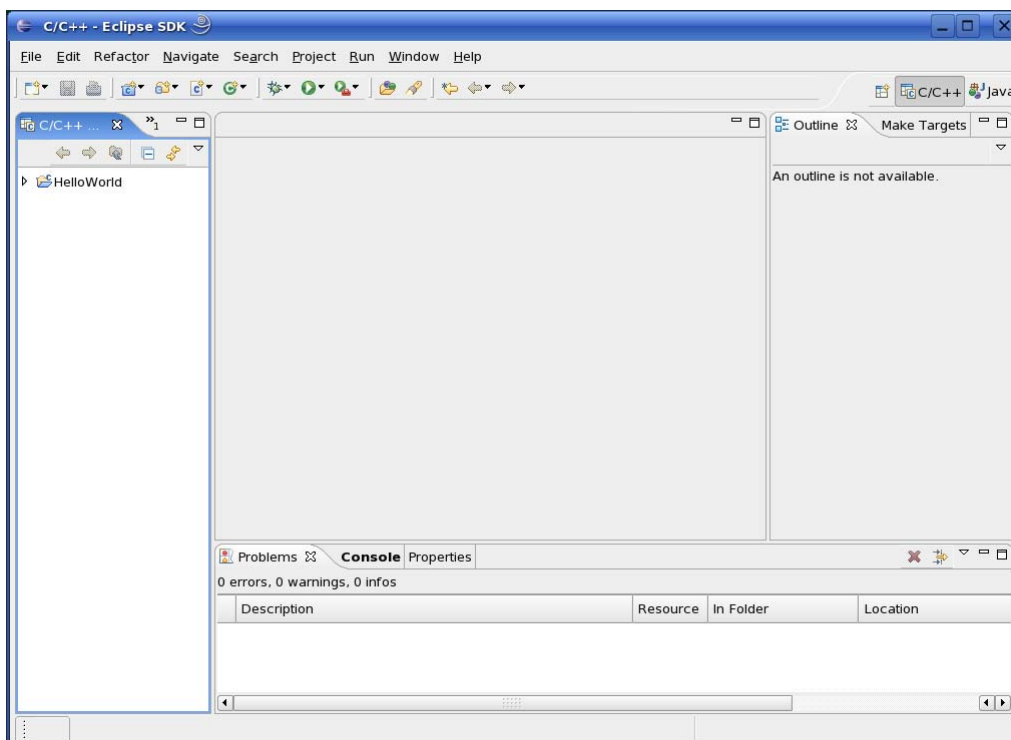 C/C++ - Eclipse SDK
File Edit Refactor Navigate Search Project Run Window Help
C/C++ Java
C/C++ ... »1
Outline Make Targets
HelloWorld
An outline is not available.
Problems Console Properties
0 errors, 0 warnings, 0 infos
Description Resource In Folder Location